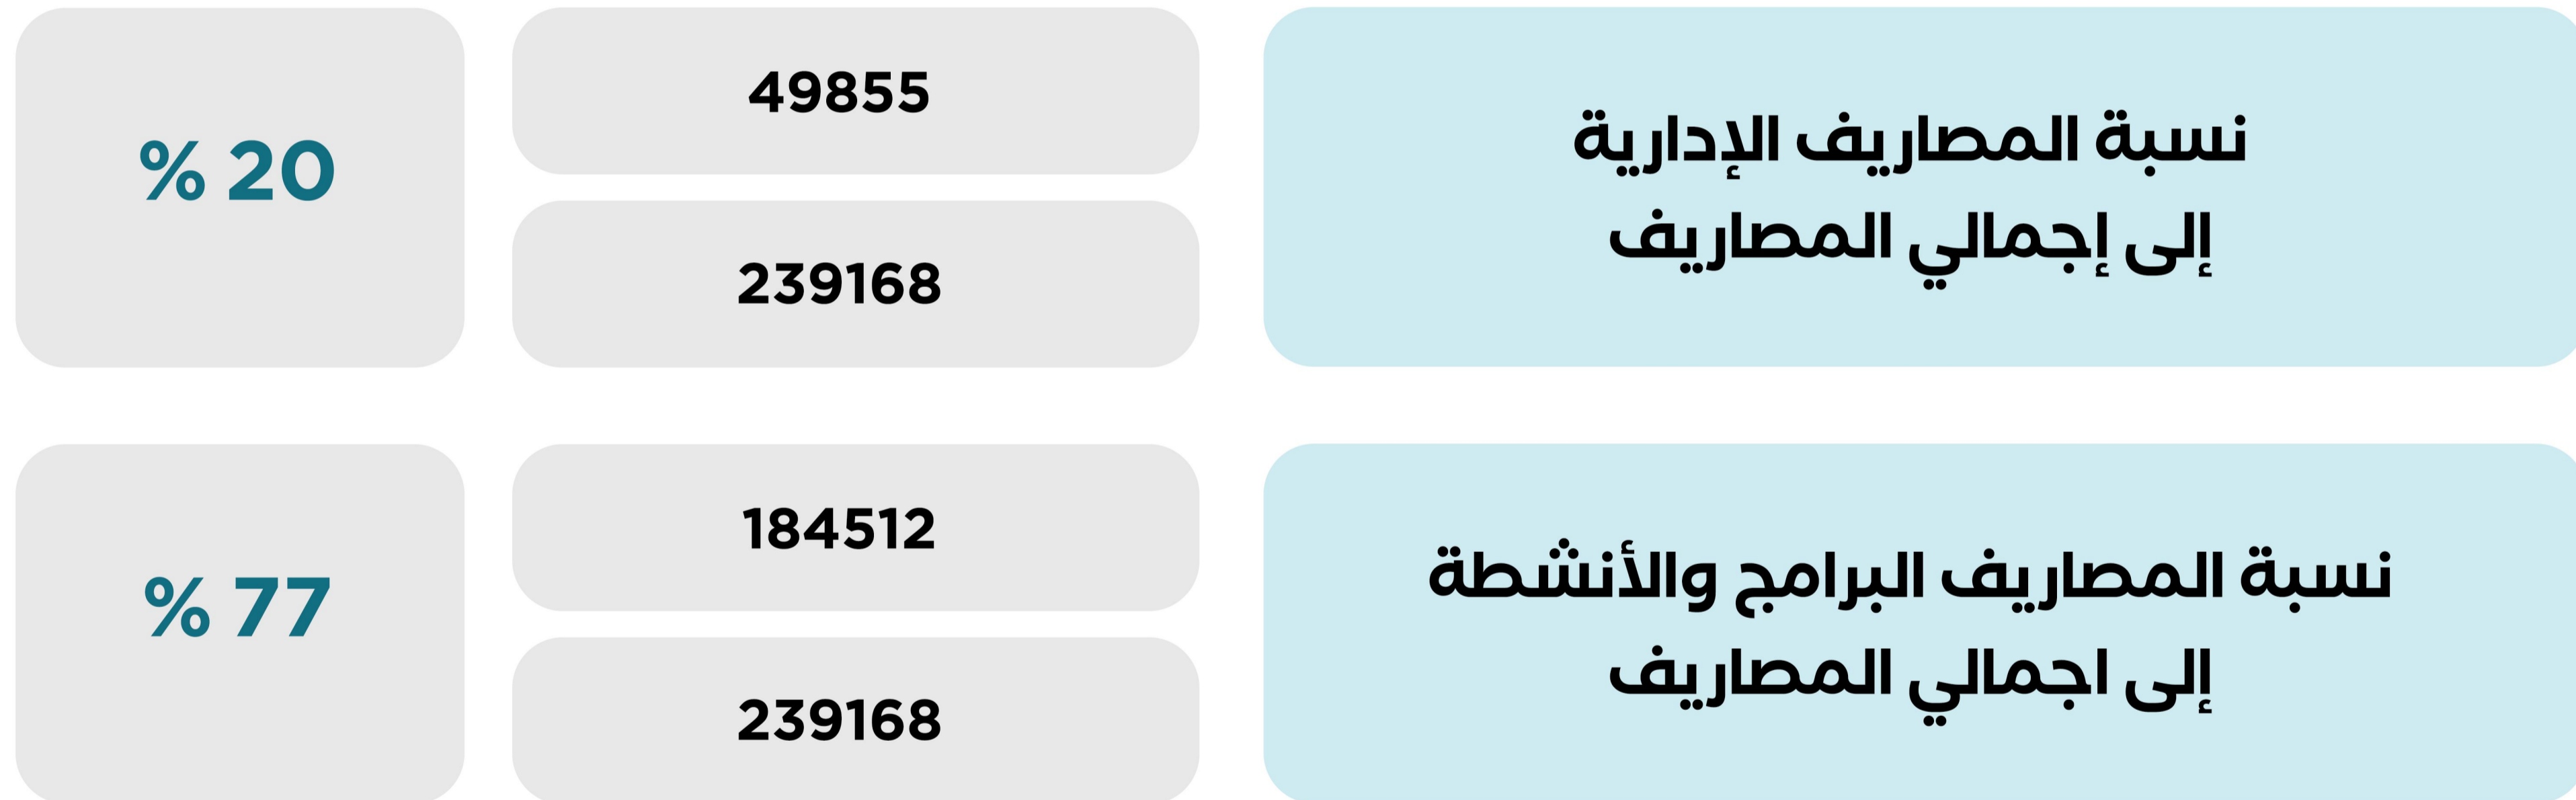 نسبة المصاريف الإدارية
إلى إجمالي المصاريف
49855
239168
% 20
نسبة المصاريف البرامج والأنشطة
إلى اجمالي المصاريف
184512
239168
% 77